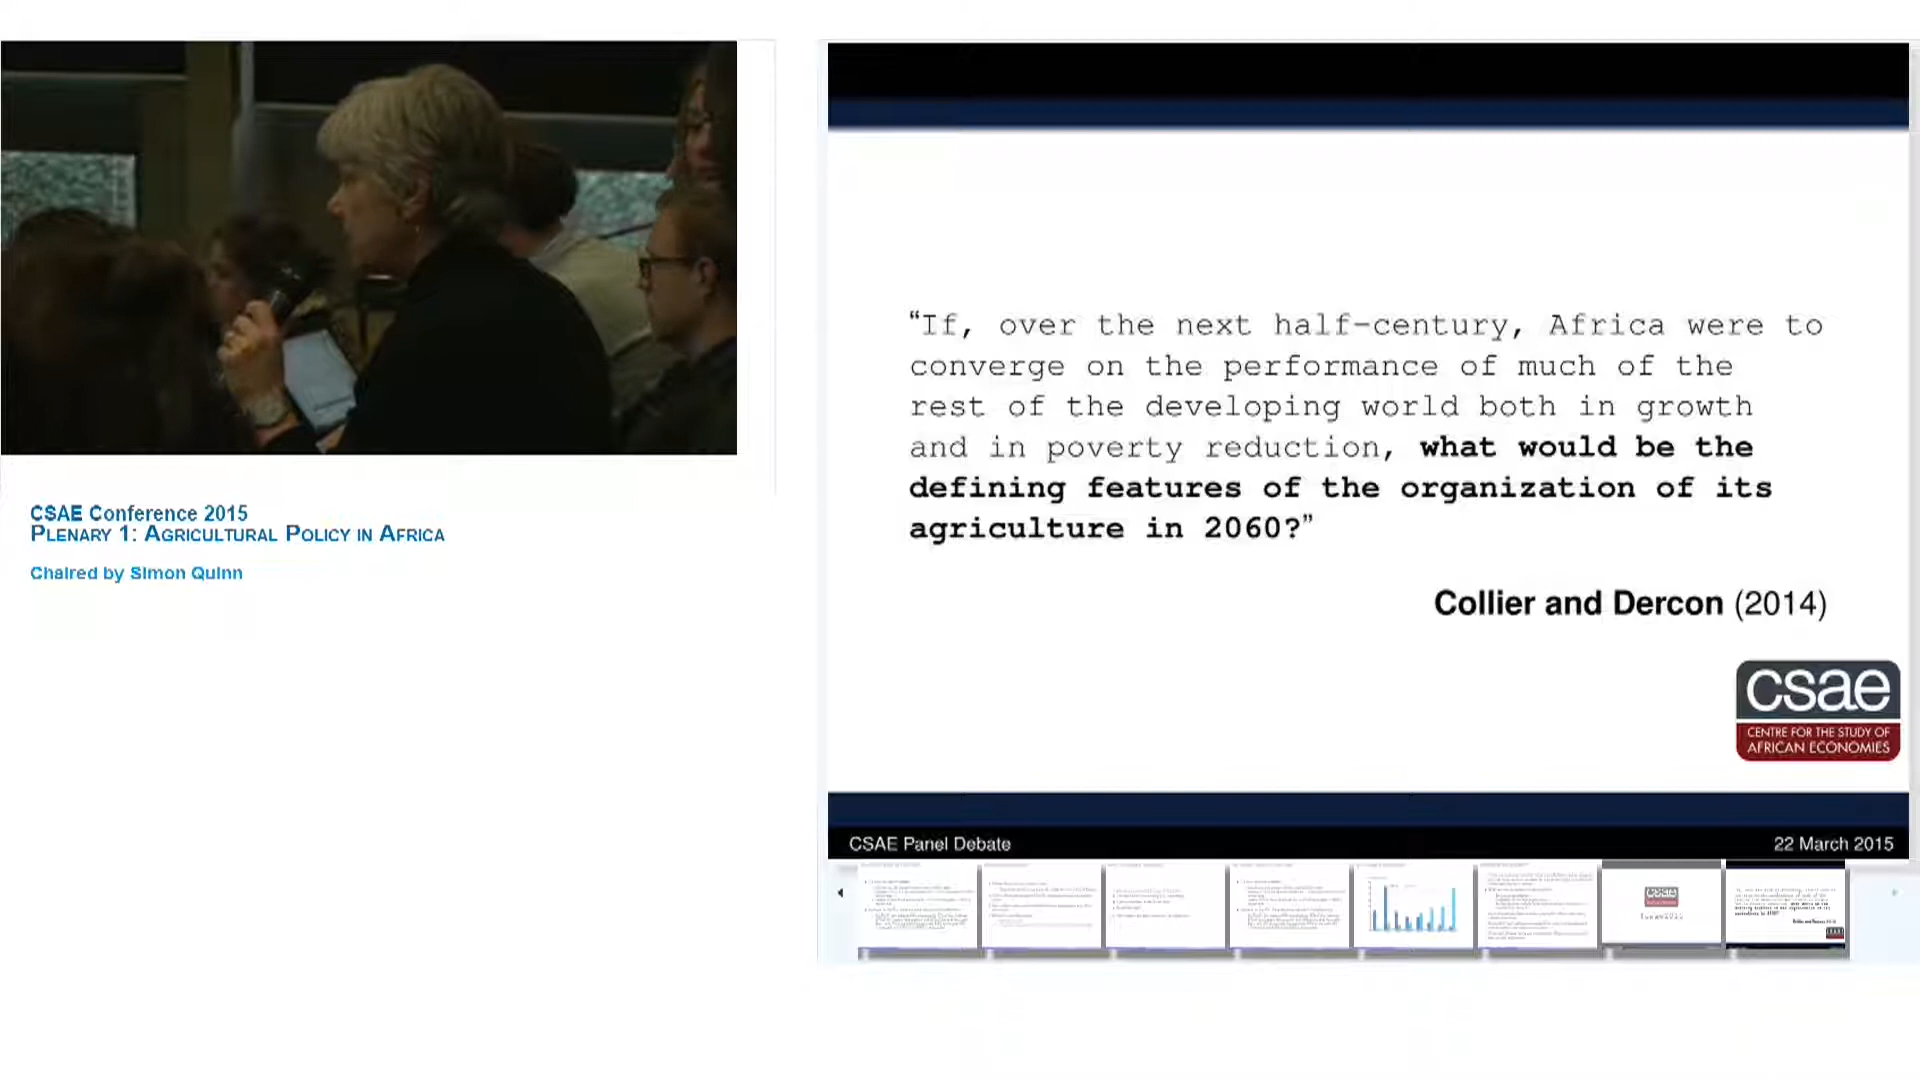 CSAE Conference 2015
PLENARY 1: AGRICULTURAL POLICY IN AFRICA
Chaired by Simon Quinn
“If, over the next half-century, Africa were to
converge on the performance of much of the
rest of the developing world both in growth
and in poverty reduction, what would be the
defining features of the organization of its
agriculture in 2060?”
Collier and Dercon (2014)
csae
CENTRE FOR THE STUDY OF
AFRICAN ECONOMIES
CSAE Panel Debate
22 March 2015